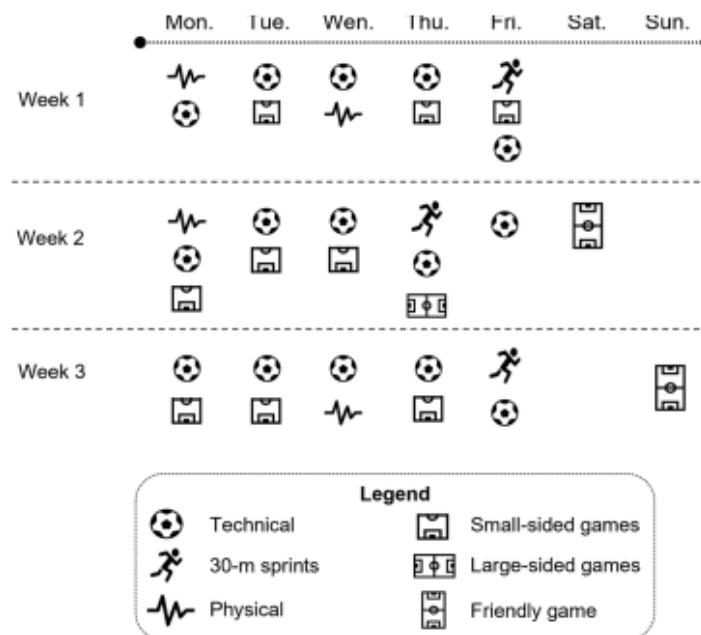 Mon. Tue. Wen. Thu. Fri. Sat. Sun.
Week 1
Week 2
Week 3
Legend
Technical Small-sided games
30-m sprints Large-sided games
Physical Friendly game